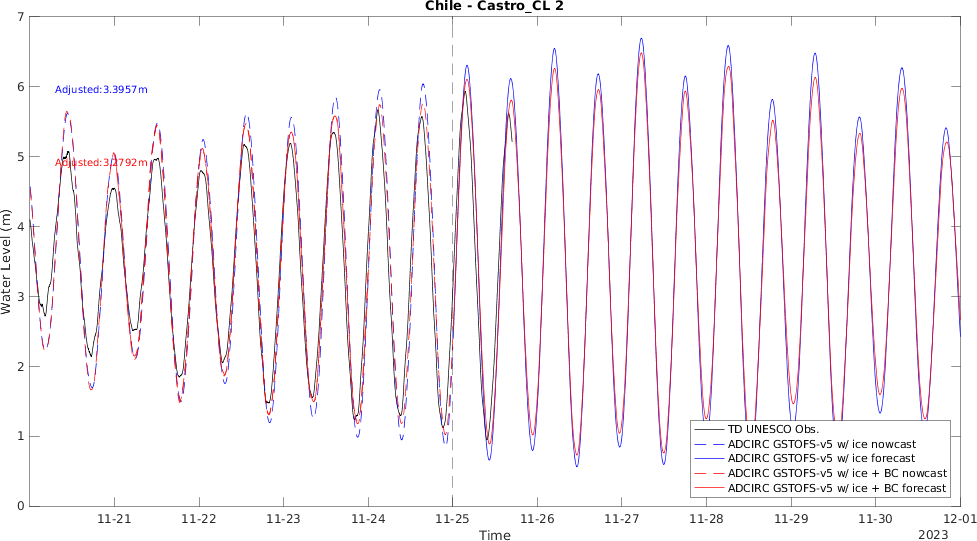 Chile - Castro_CL 2
7
6
5
4
3
2
1
0
Water Level (m)
Adjusted:3.3957m
Adjusted:3.2792m
TD UNESCO Obs.
ADCIRC GSTOFS-v5 w/ ice nowcast
ADCIRC GSTOFS-v5 w/ ice forecast
ADCIRC GSTOFS-v5 w/ ice + BC nowcast
ADCIRC GSTOFS-v5 w/ ice + BC forecast
11-21 11-22 11-23 11-24 11-25 11-26 11-27 11-28 11-29 11-30 12-01
Time
2023